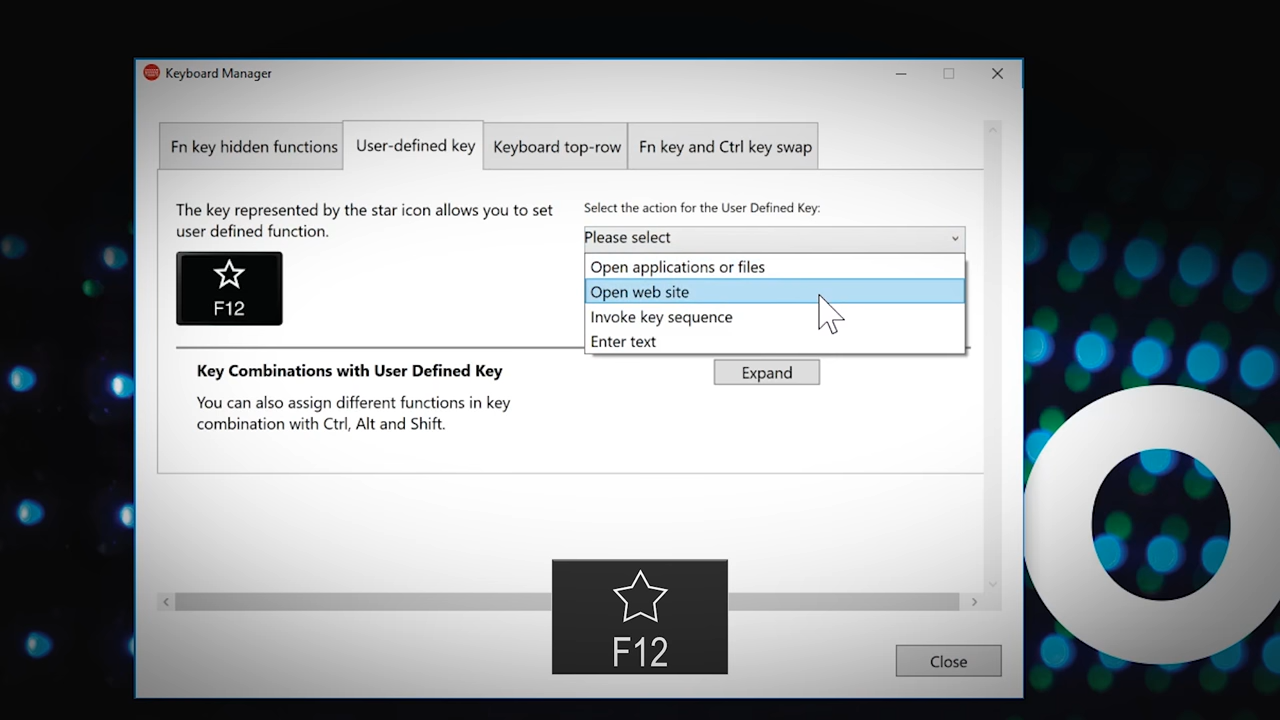 Keyboard Manager
Fn key hidden functions
User-defined key
Keyboard top-row
Fn key and Ctrl key swap
The key represented by the star icon allows you to set
user defined function.
F12
Select the action for the User Defined Key:
Please select
Open applications or files
Open web site
Invoke key sequence
Enter text
Expand
Key Combinations with User Defined Key
You can also assign different functions in key
combination with Ctrl, Alt and Shift.
F12
Close